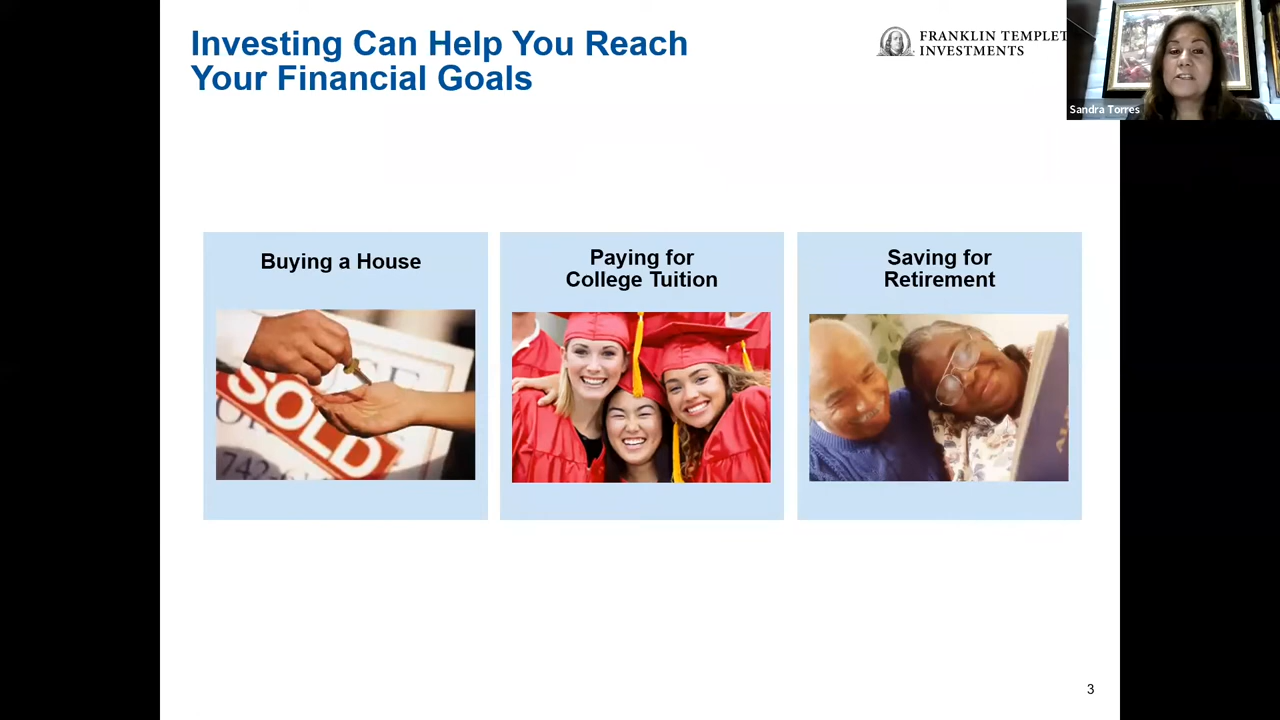 Investing Can Help You Reach
Your Financial Goals
FRANKLIN TEMPLET
INVESTMENTS
Sandra Torres
Buying a House
Paying for
College Tuition
Saving for
Retirement
SOLD
742-
3